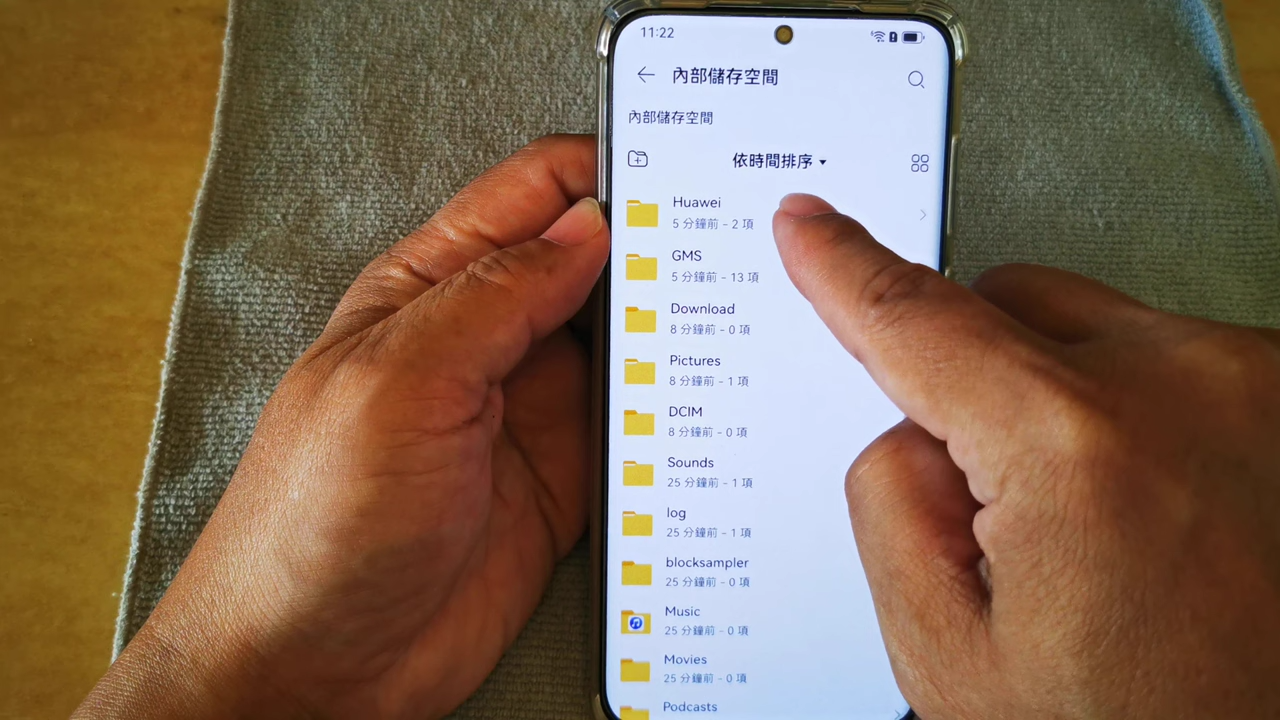 11:22
內部儲存空間
內部儲存空間
依時間排序
Huawei
5 分鐘前 – 2 項
GMS
5 分鐘前 – 13 項
Download
8 分鐘前 – 0 項
Pictures
8 分鐘前 – 1 項
DCIM
8 分鐘前 – 0 項
Sounds
25 分鐘前 – 1 項
log
25 分鐘前 – 1 項
blocksampler
25 分鐘前 – 0 項
Music
25 分鐘前 – 0 項
Movies
25 分鐘前 – 0 項
Podcasts